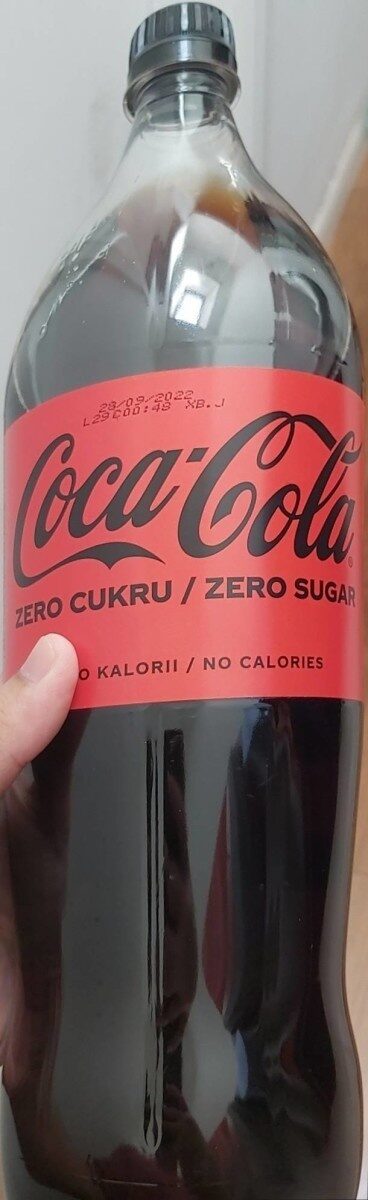 28/09/2022
L29C00:48 XB.J
Coca-Cola®
ZERO CUKRU / ZERO SUGAR
KALORII / NO CALORIES